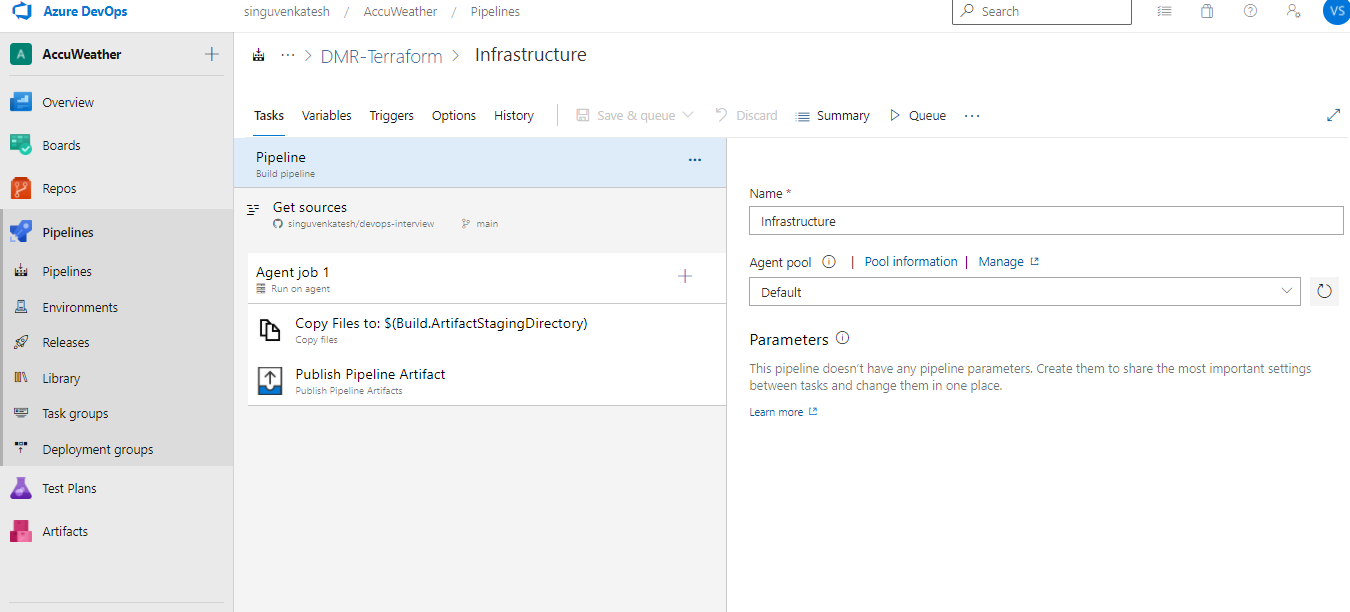 Azure DevOps
singuvenkatesh / AccuWeather / Pipelines
Search
VS
A AccuWeather
Overview
Boards
Repos
Pipelines
Pipelines
Environments
Releases
Library
Task groups
Deployment groups
Test Plans
Artifacts
··· > DMR-Terraform > Infrastructure
Tasks Variables Triggers Options History Save & queue Discard Summary Queue ···
Pipeline
Build pipeline
Get sources
singuvenkatesh/devops-interview main
Agent job 1
Run on agent
Copy Files to: $(Build.ArtifactStagingDirectory)
Copy files
Publish Pipeline Artifact
Publish Pipeline Artifacts
Name *
Infrastructure
Agent pool | Pool information | Manage
Default
Parameters
This pipeline doesn't have any pipeline parameters. Create them to share the most important settings
between tasks and change them in one place.
Learn more